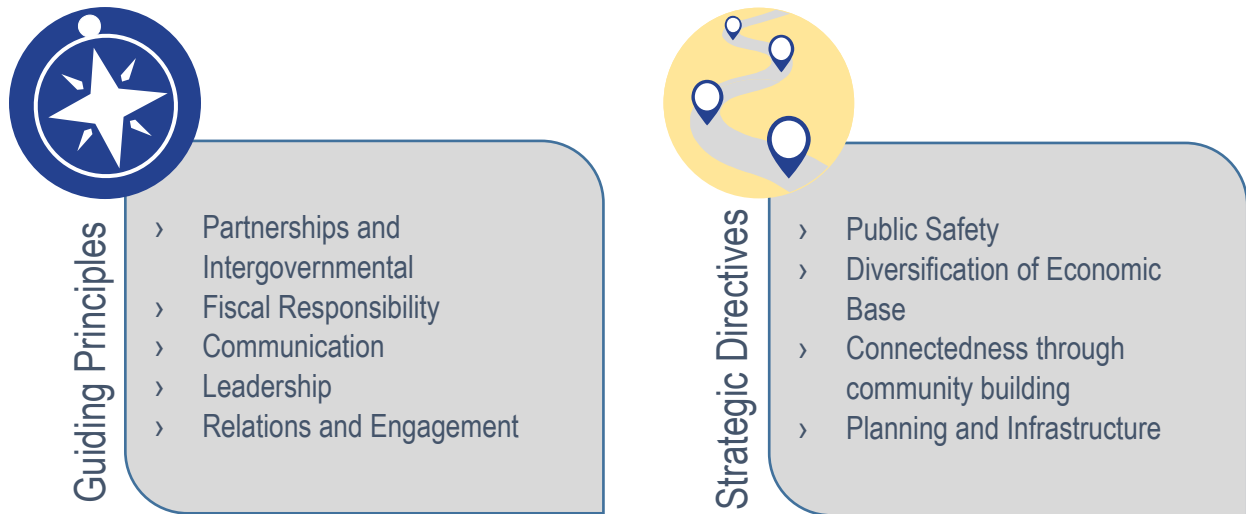 Guiding Principles
› Partnerships and
Intergovernmental
› Fiscal Responsibility
› Communication
› Leadership
› Relations and Engagement
Strategic Directives
› Public Safety
› Diversification of Economic
Base
› Connectedness through
community building
› Planning and Infrastructure